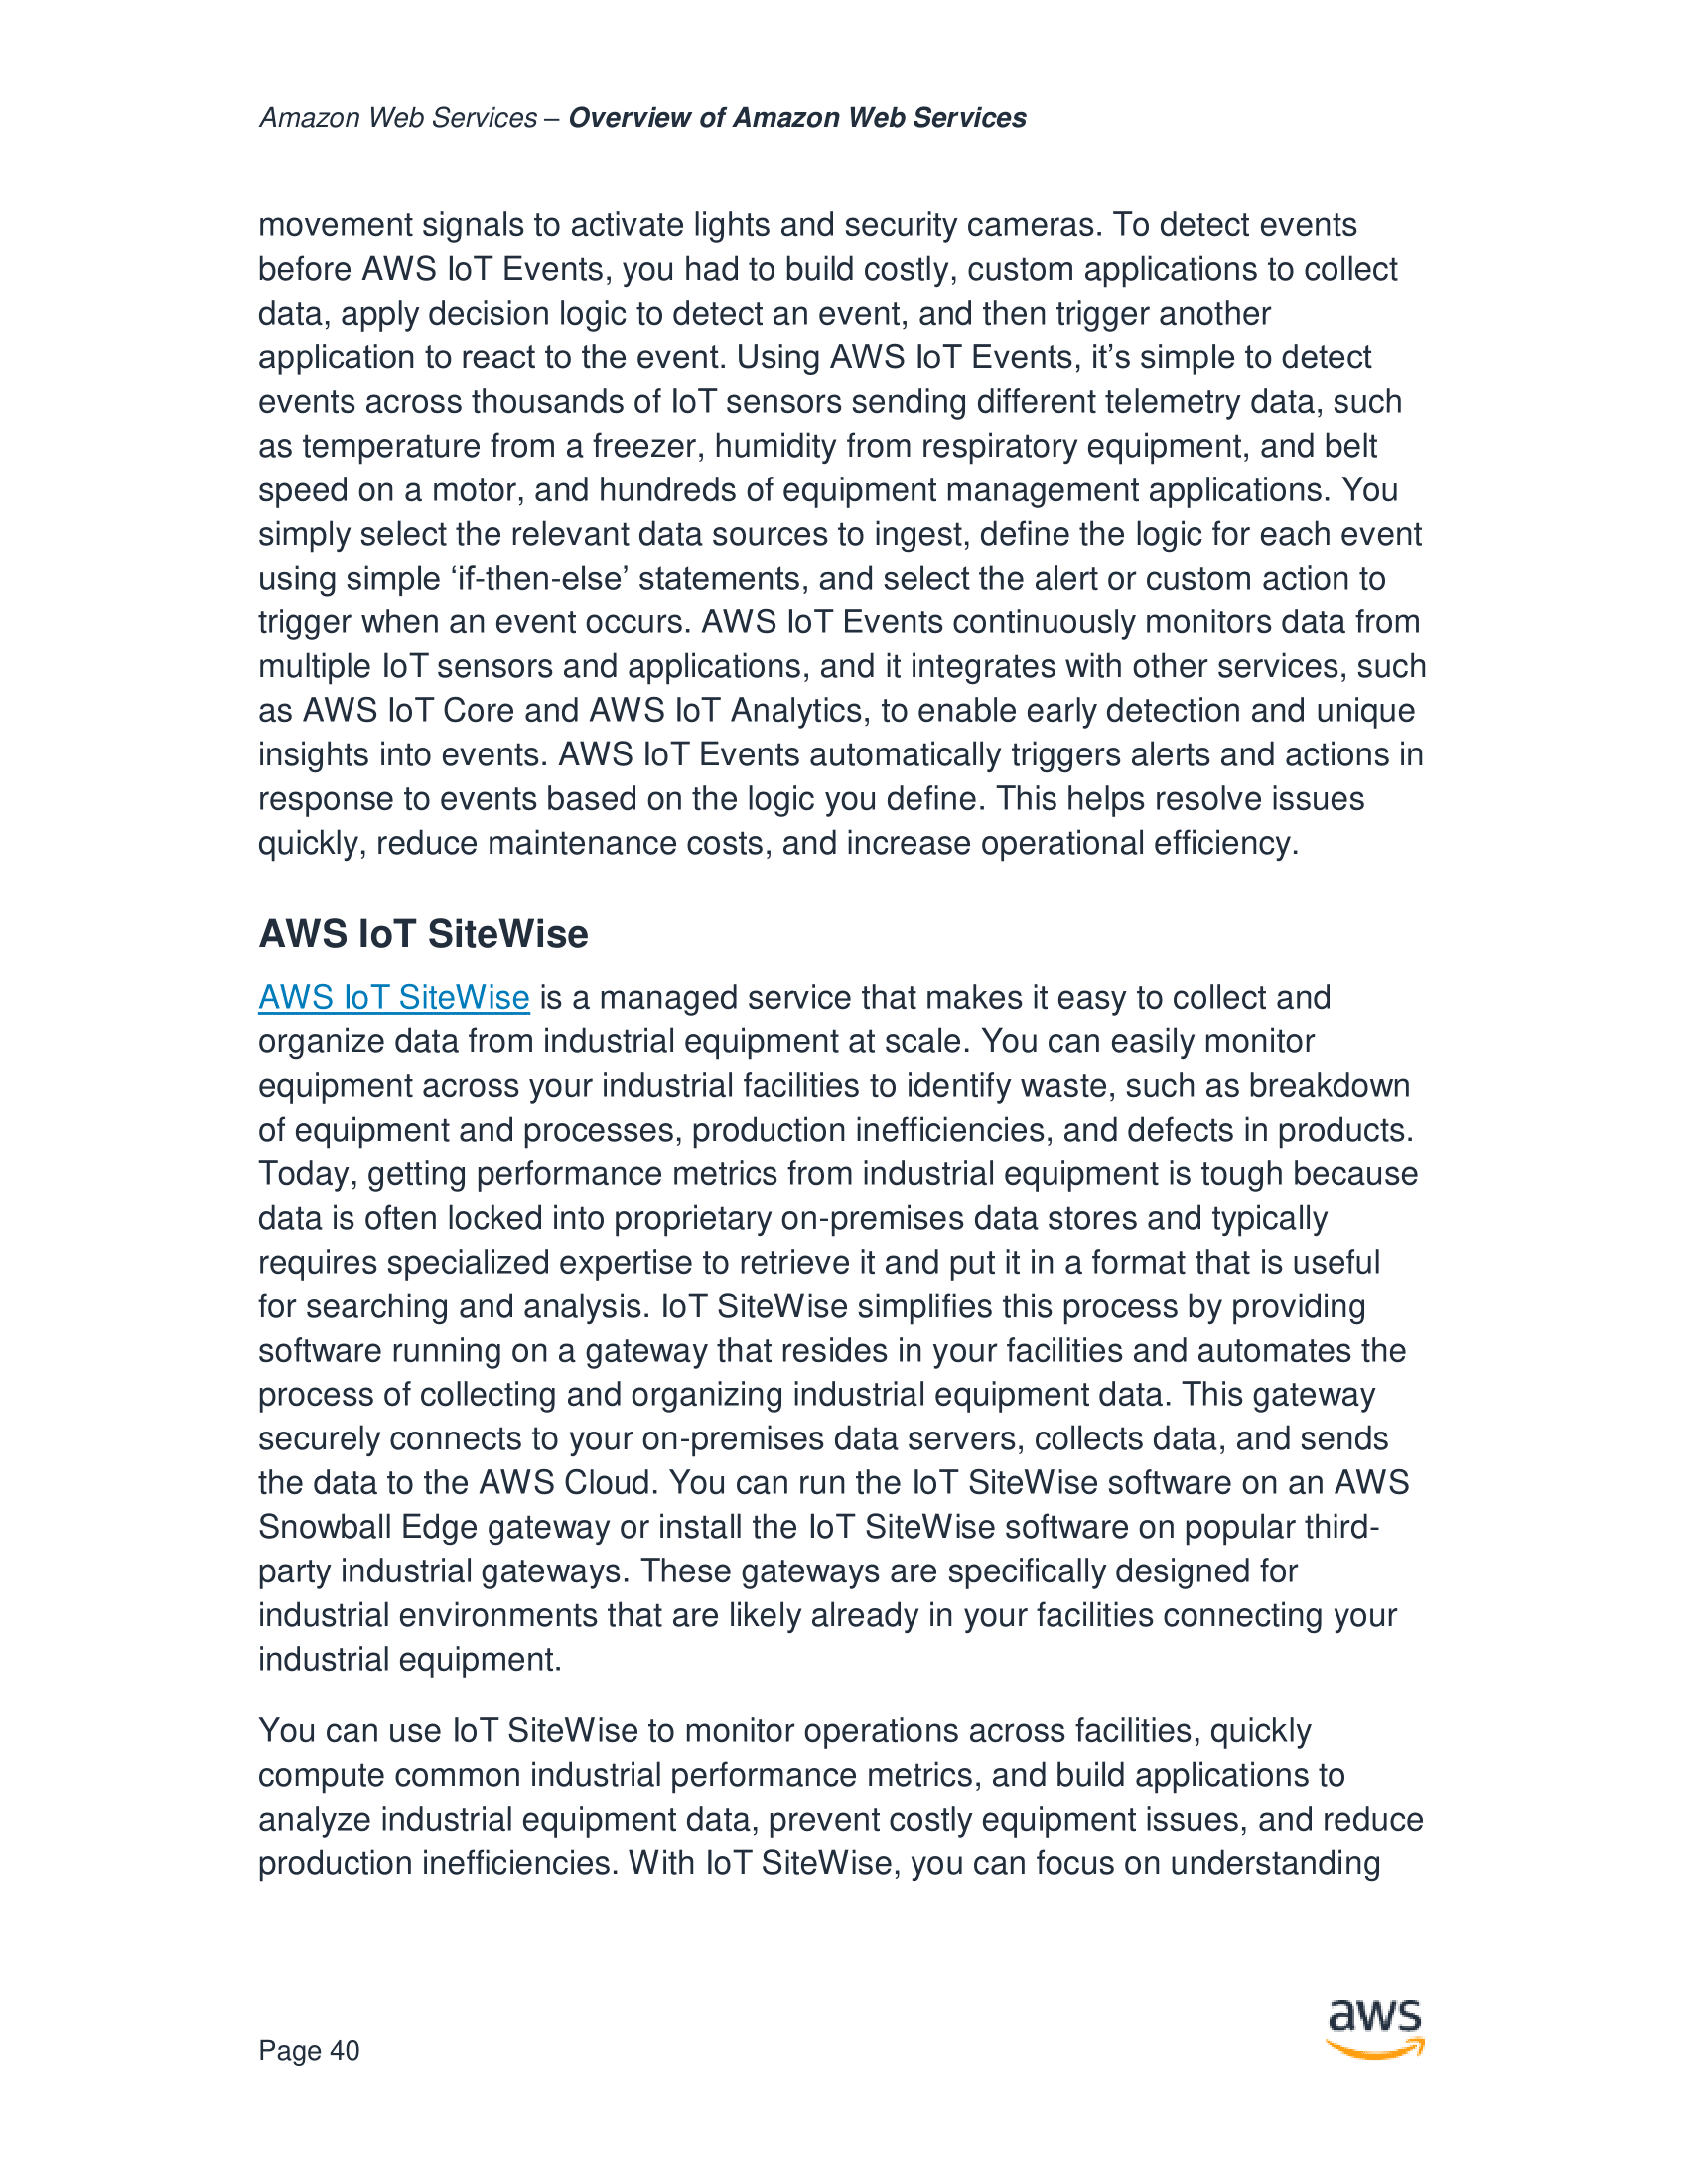 Amazon Web Services – Overview of Amazon Web Services
movement signals to activate lights and security cameras. To detect events
before AWS IoT Events, you had to build costly, custom applications to collect
data, apply decision logic to detect an event, and then trigger another
application to react to the event. Using AWS IoT Events, it’s simple to detect
events across thousands of IoT sensors sending different telemetry data, such
as temperature from a freezer, humidity from respiratory equipment, and belt
speed on a motor, and hundreds of equipment management applications. You
simply select the relevant data sources to ingest, define the logic for each event
using simple ‘if-then-else’ statements, and select the alert or custom action to
trigger when an event occurs. AWS IoT Events continuously monitors data from
multiple IoT sensors and applications, and it integrates with other services, such
as AWS IoT Core and AWS IoT Analytics, to enable early detection and unique
insights into events. AWS IoT Events automatically triggers alerts and actions in
response to events based on the logic you define. This helps resolve issues
quickly, reduce maintenance costs, and increase operational efficiency.
AWS IoT SiteWise
AWS IoT SiteWise is a managed service that makes it easy to collect and
organize data from industrial equipment at scale. You can easily monitor
equipment across your industrial facilities to identify waste, such as breakdown
of equipment and processes, production inefficiencies, and defects in products.
Today, getting performance metrics from industrial equipment is tough because
data is often locked into proprietary on-premises data stores and typically
requires specialized expertise to retrieve it and put it in a format that is useful
for searching and analysis. IoT SiteWise simplifies this process by providing
software running on a gateway that resides in your facilities and automates the
process of collecting and organizing industrial equipment data. This gateway
securely connects to your on-premises data servers, collects data, and sends
the data to the AWS Cloud. You can run the IoT SiteWise software on an AWS
Snowball Edge gateway or install the IoT SiteWise software on popular third-
party industrial gateways. These gateways are specifically designed for
industrial environments that are likely already in your facilities connecting your
industrial equipment.
You can use IoT SiteWise to monitor operations across facilities, quickly
compute common industrial performance metrics, and build applications to
analyze industrial equipment data, prevent costly equipment issues, and reduce
production inefficiencies. With IoT SiteWise, you can focus on understanding
Page 40
aws